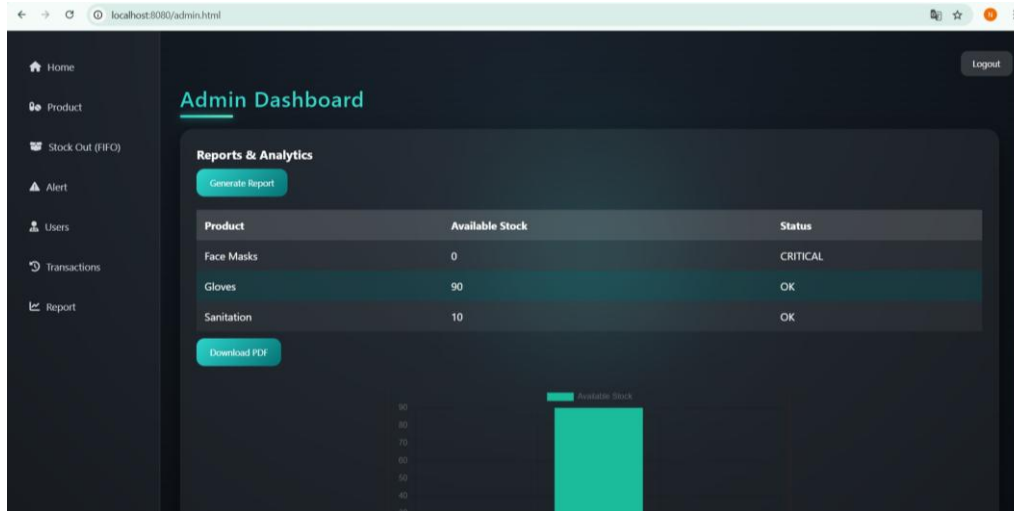 localhost:8080/admin.html
N
Home
Logout
Product
Admin Dashboard
Stock Out (FIFO)
Reports & Analytics
Alert
Generate Report
Users
Product Available Stock Status
Face Masks 0 CRITICAL
Transactions
Gloves 90 OK
Report
Sanitation 10 OK
Download PDF
Available Stock
90
80
70
60
50
40